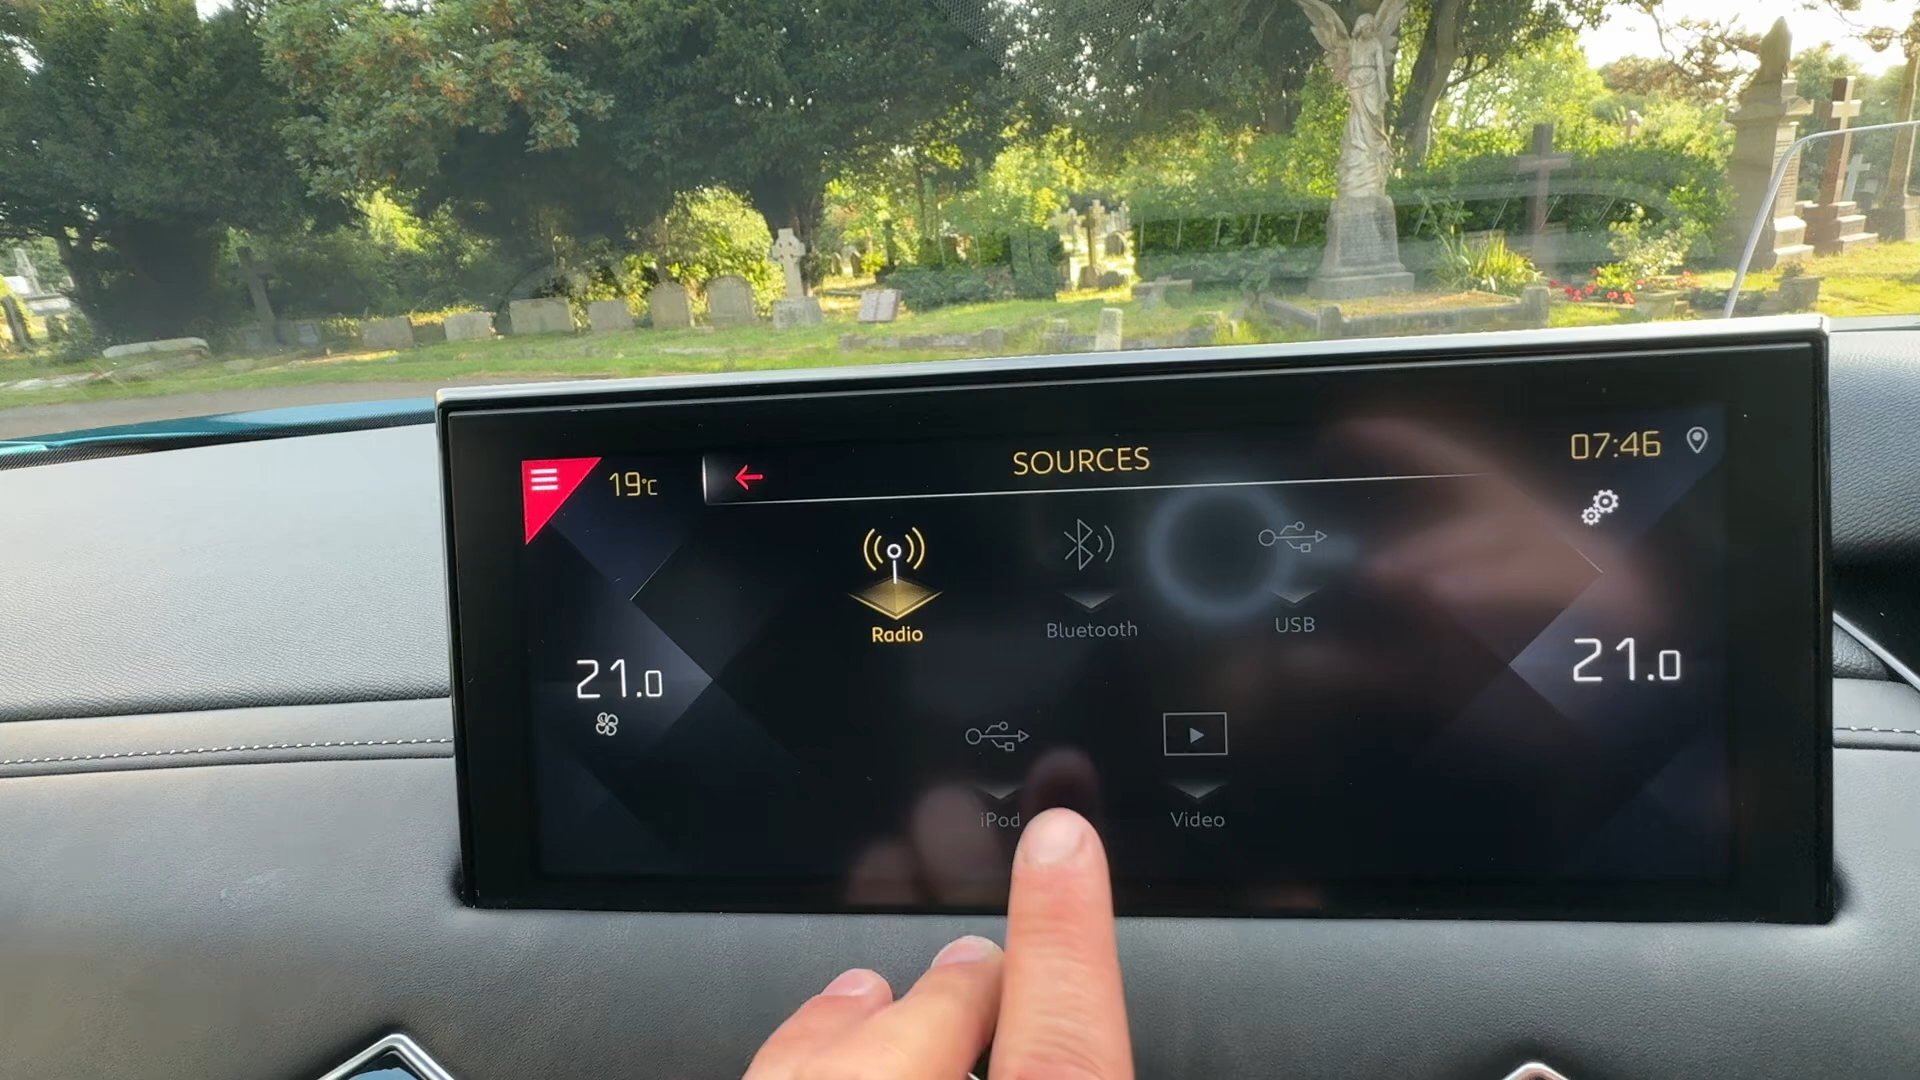 19°C
SOURCES
07:46
Radio
Bluetooth
USB
21.0
21.0
iPod
Video